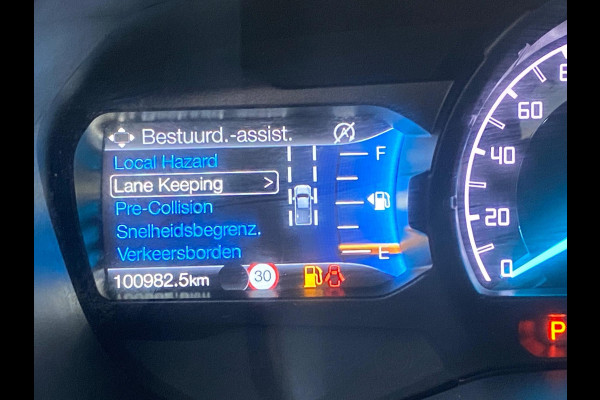 Bestuurd.-assist.
Local Hazard
Lane Keeping >
Pre-Collision
Snelheidsbegrenz.
Verkeersborden
100982.5km 30
F
E
60
40
20
0
P